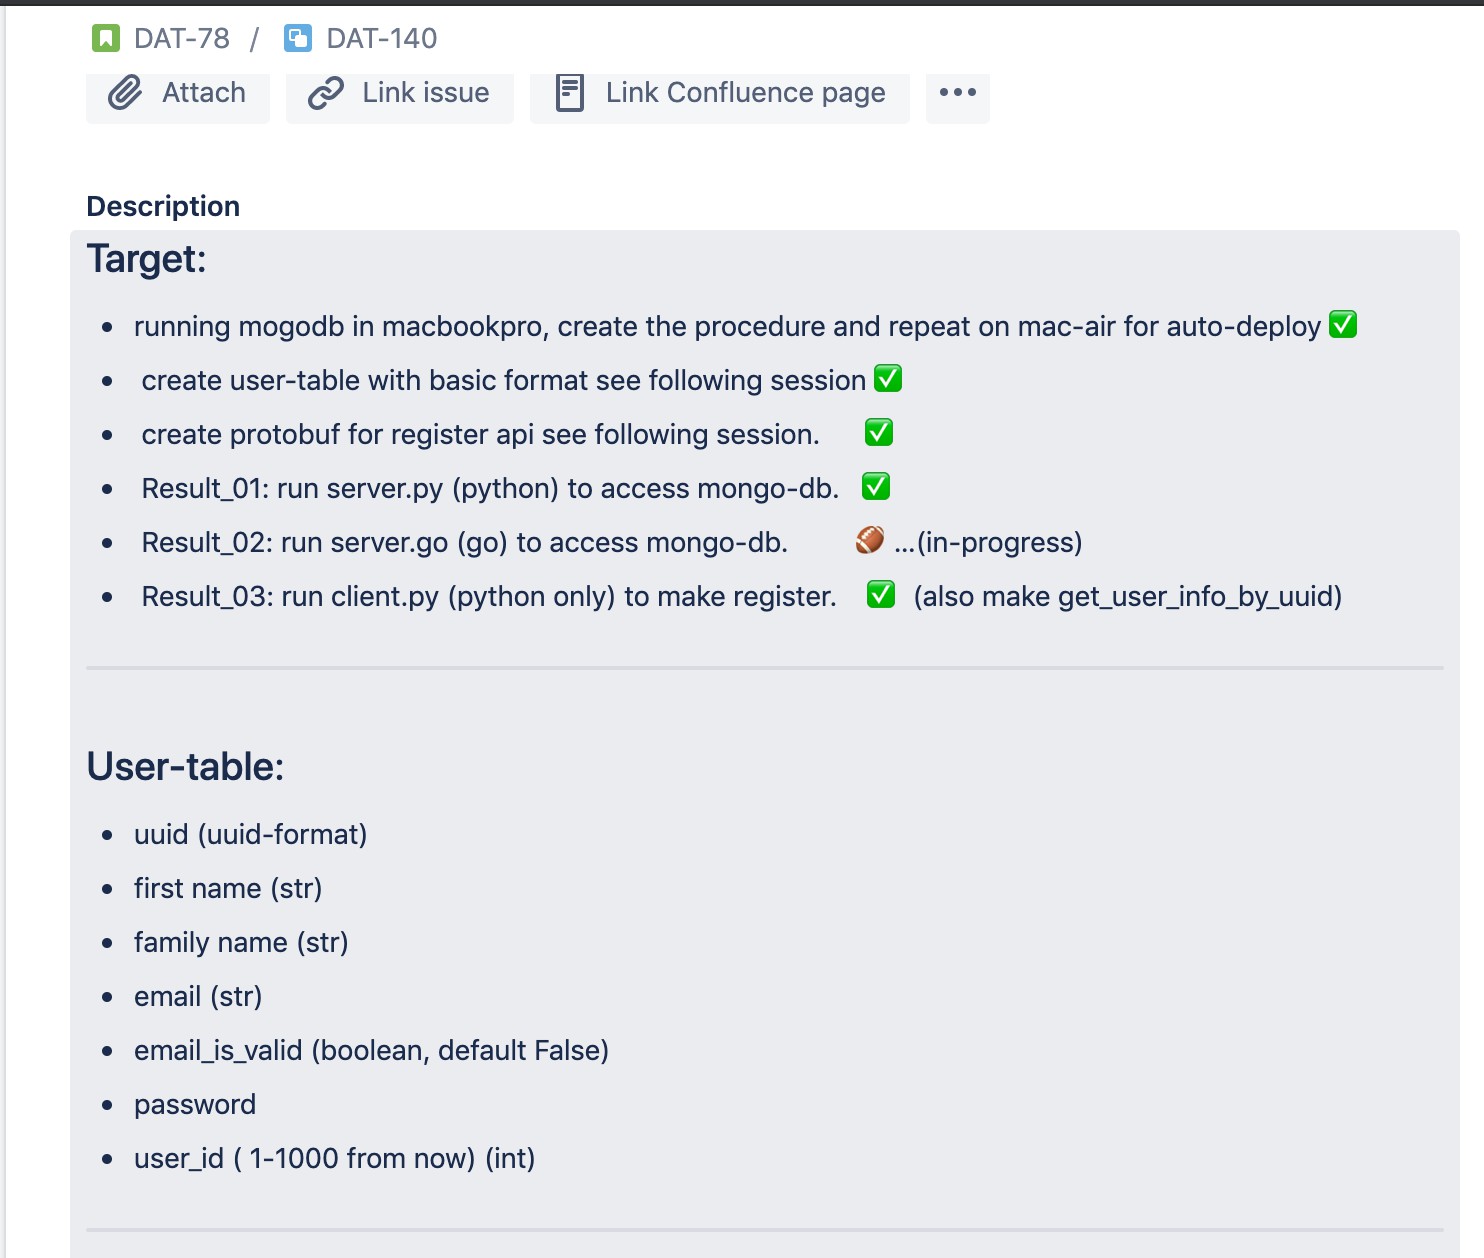 DAT-78 / DAT-140
Attach Link issue Link Confluence page •••
Description
Target:
• running mogodb in macbookpro, create the procedure and repeat on mac-air for auto-deploy ✅
• create user-table with basic format see following session ✅
• create protobuf for register api see following session. ✅
• Result_01: run server.py (python) to access mongo-db. ✅
• Result_02: run server.go (go) to access mongo-db. 🏈 ...(in-progress)
• Result_03: run client.py (python only) to make register. ✅ (also make get_user_info_by_uuid)
User-table:
• uuid (uuid-format)
• first name (str)
• family name (str)
• email (str)
• email_is_valid (boolean, default False)
• password
• user_id ( 1-1000 from now) (int)